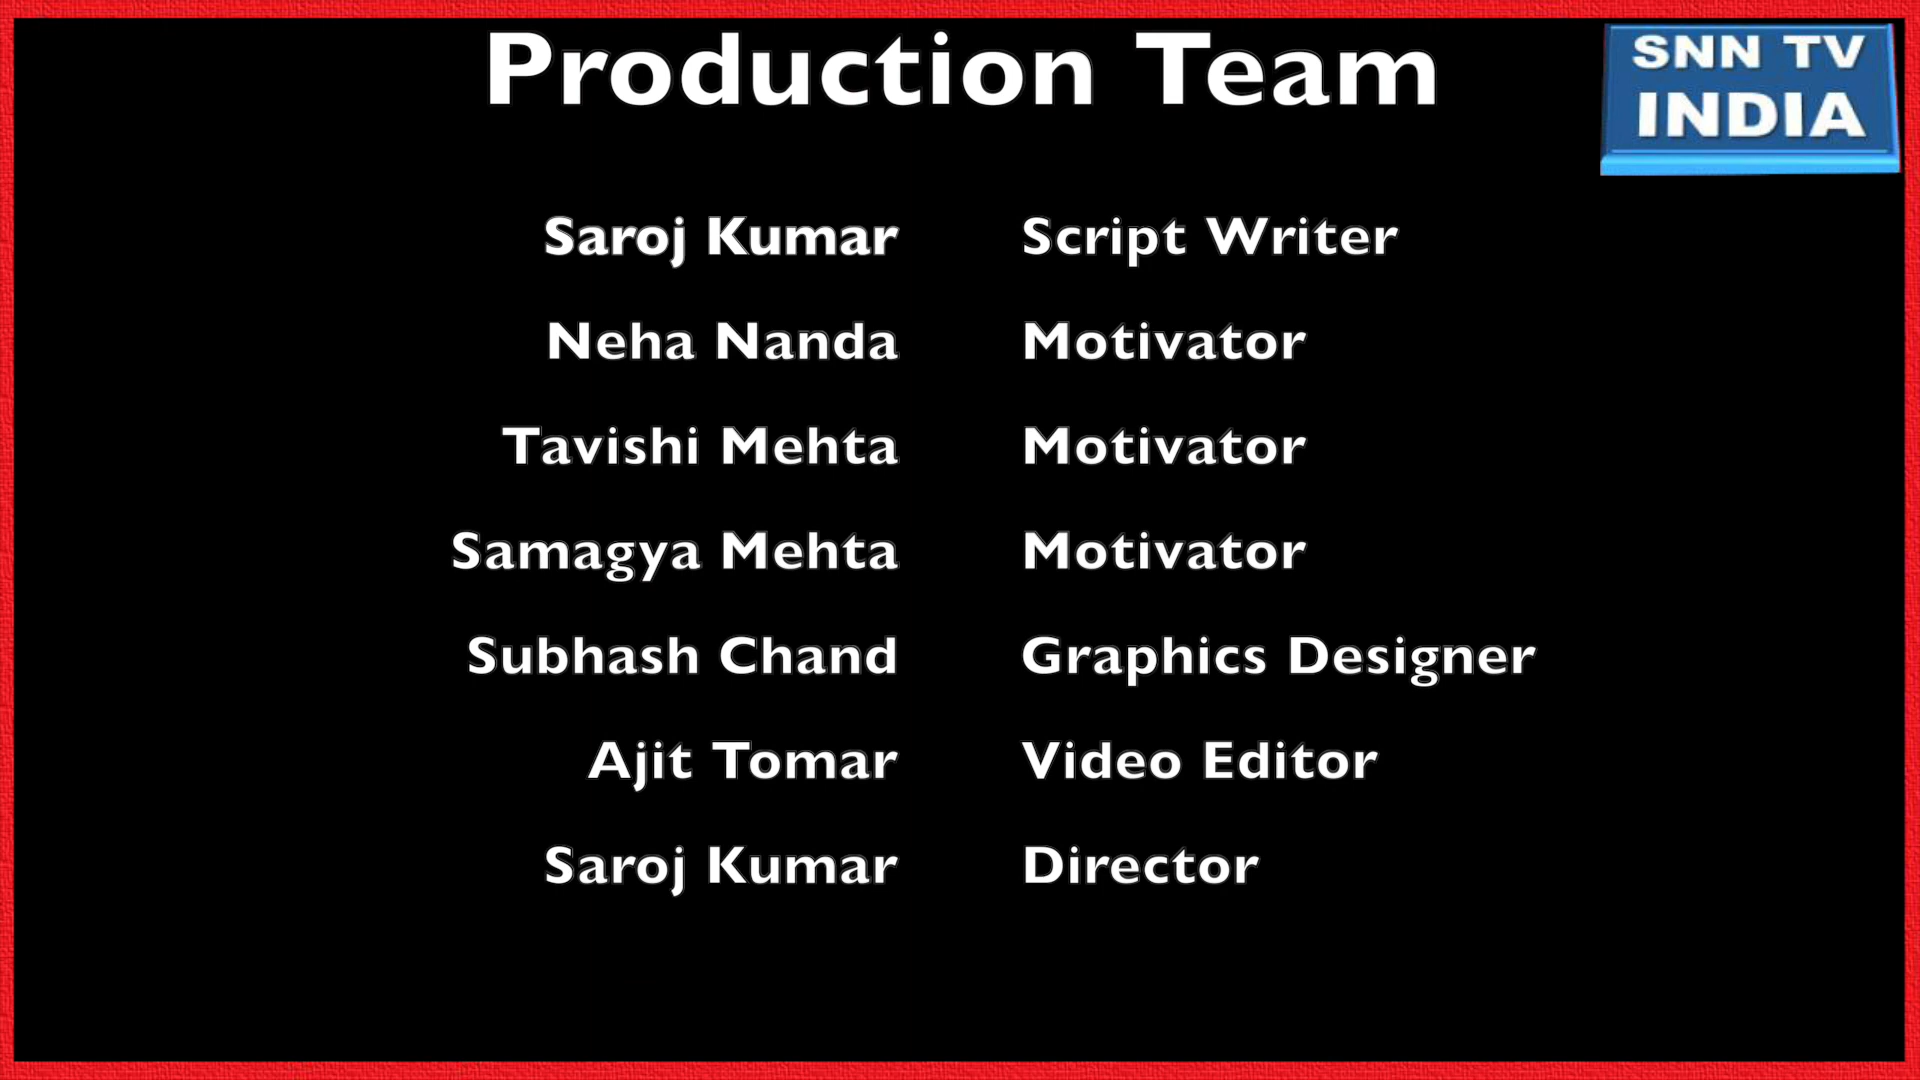 Production Team
SNN TV
INDIA
Saroj Kumar Script Writer
Neha Nanda Motivator
Tavishi Mehta Motivator
Samagya Mehta Motivator
Subhash Chand Graphics Designer
Ajit Tomar Video Editor
Saroj Kumar Director